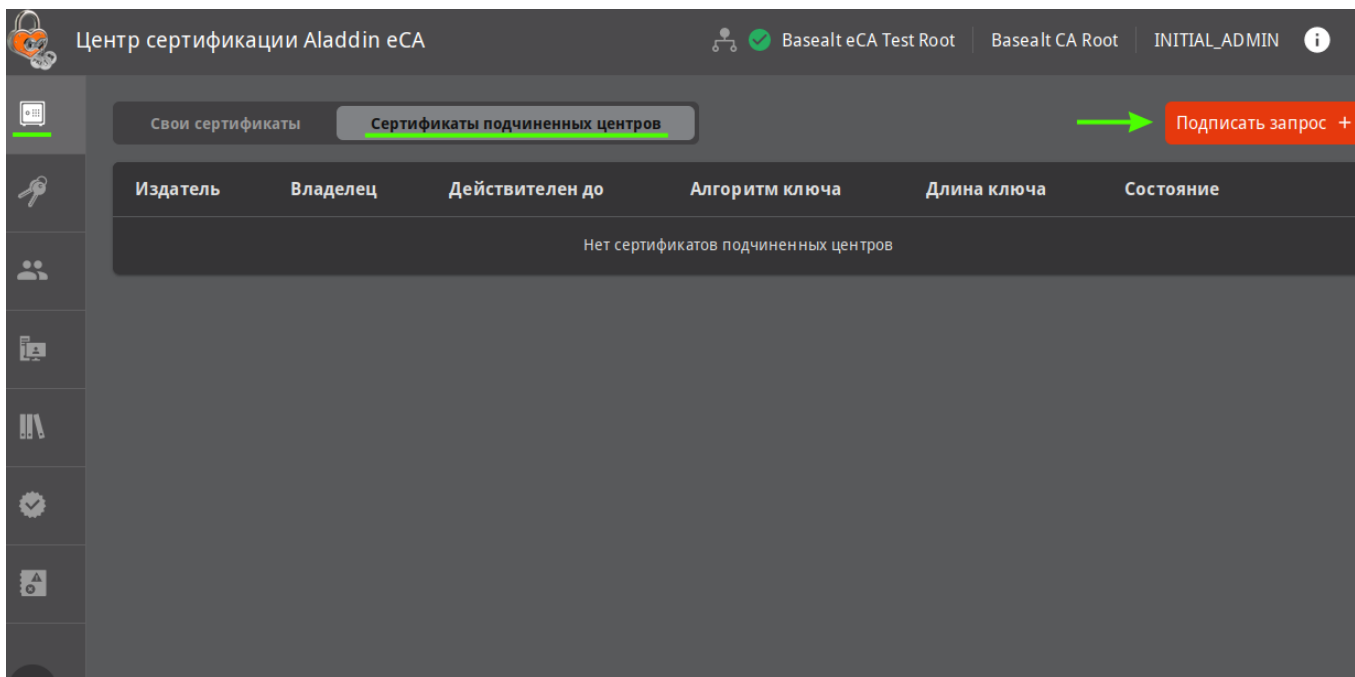 Центр сертификации Aladdin eCA Basealt eCA Test Root Basealt CA Root INITIAL_ADMIN i
Свои сертификаты Сертификаты подчиненных центров Подписать запрос +
Издатель Владелец Действителен до Алгоритм ключа Длина ключа Состояние
Нет сертификатов подчиненных центров